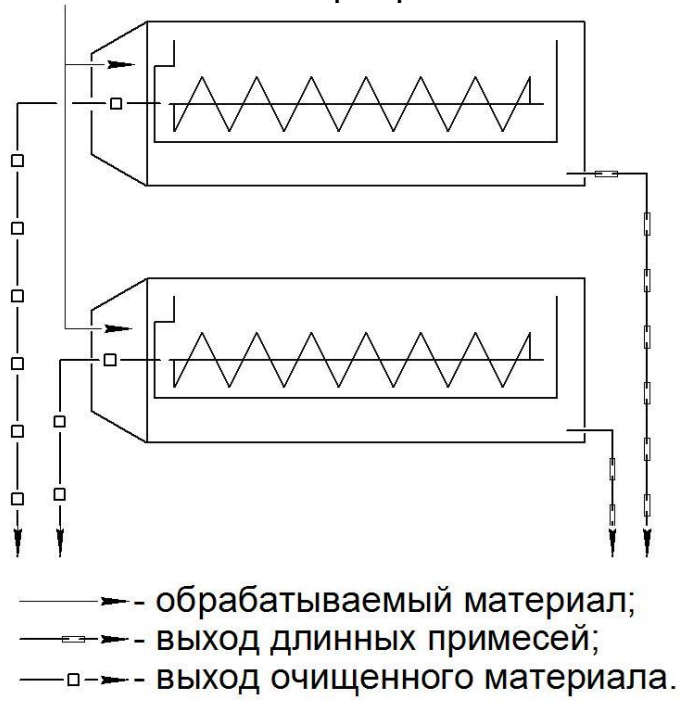 - обрабатываемый материал;
- выход длинных примесей;
- выход очищенного материала.